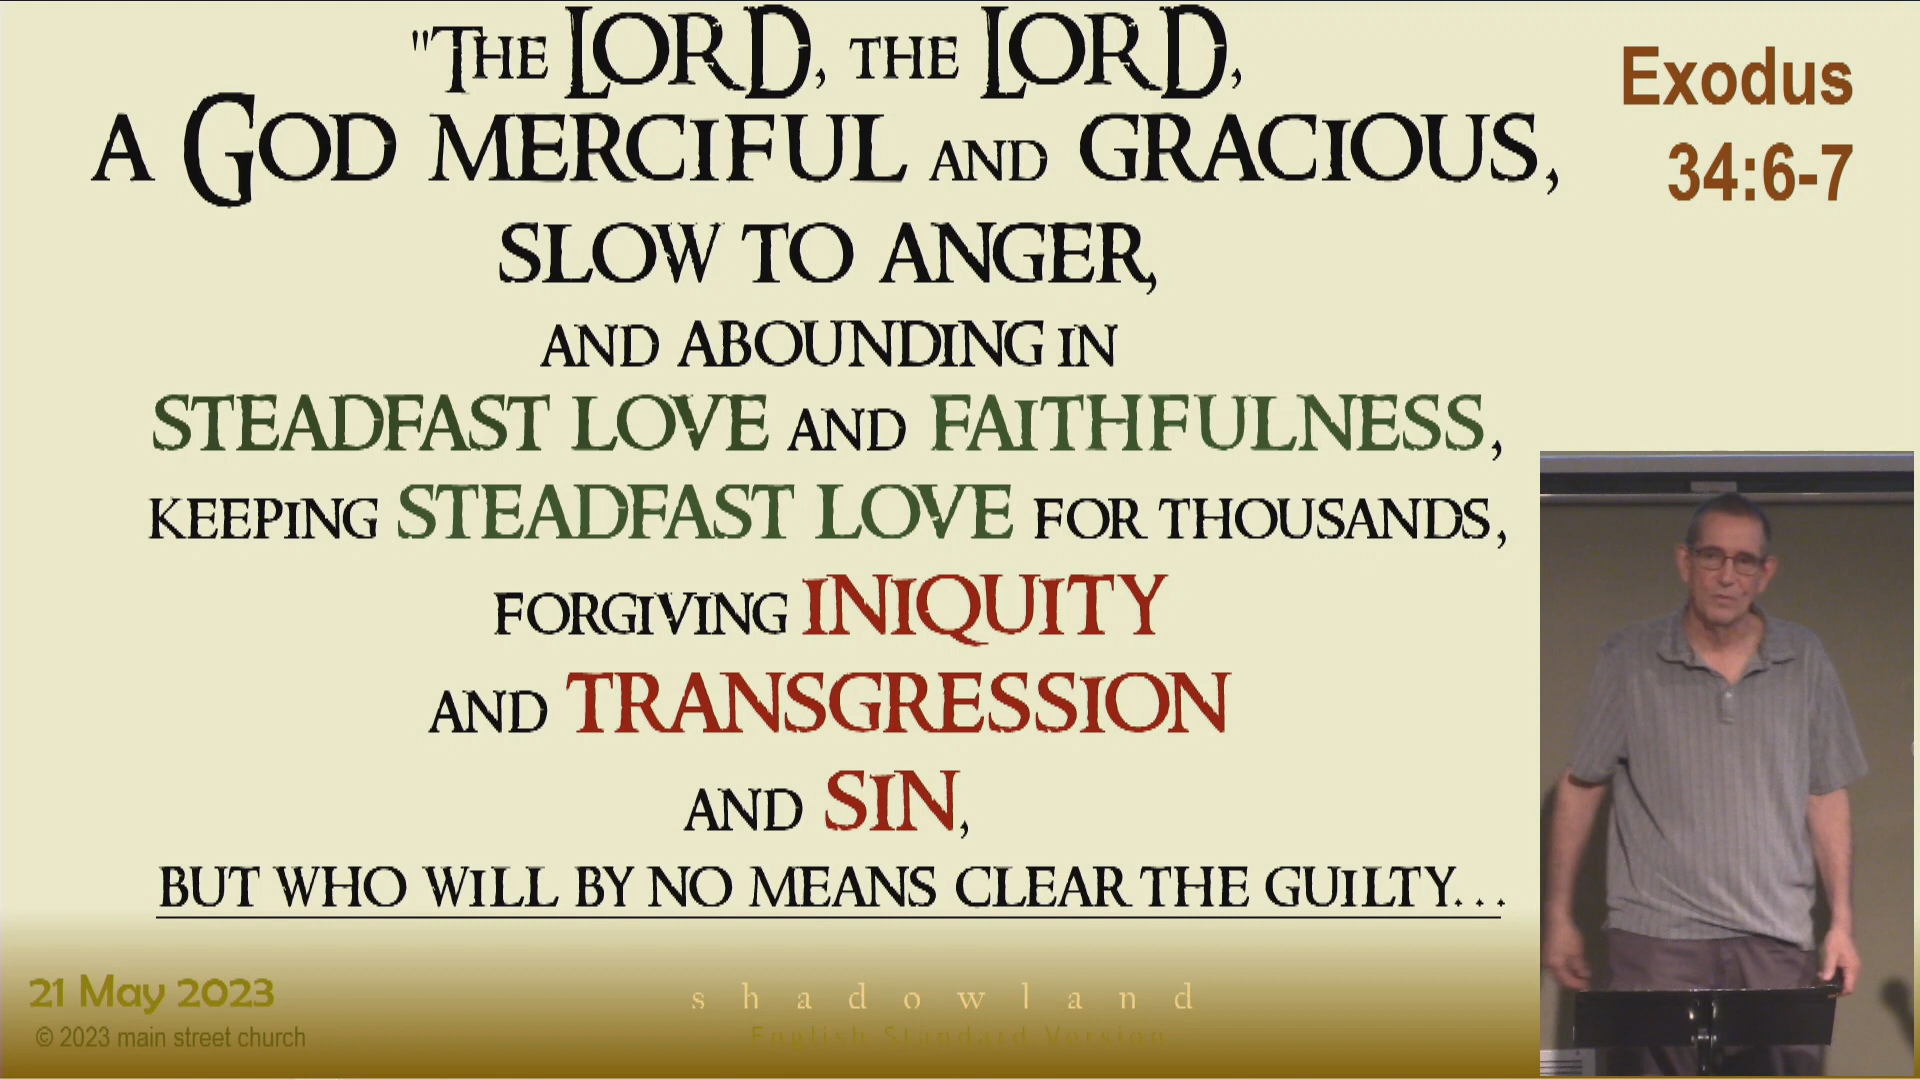 "The LORD, the LORD,
a God merciful and gracious,
slow to anger,
and abounding in
steadfast love and faithfulness,
keeping steadfast love for thousands,
forgiving iniquity
and transgression
and sin,
but who will by no means clear the guilty...
Exodus
34:6-7
21 May 2023
© 2023 main street church
shadowland
English Standard Version